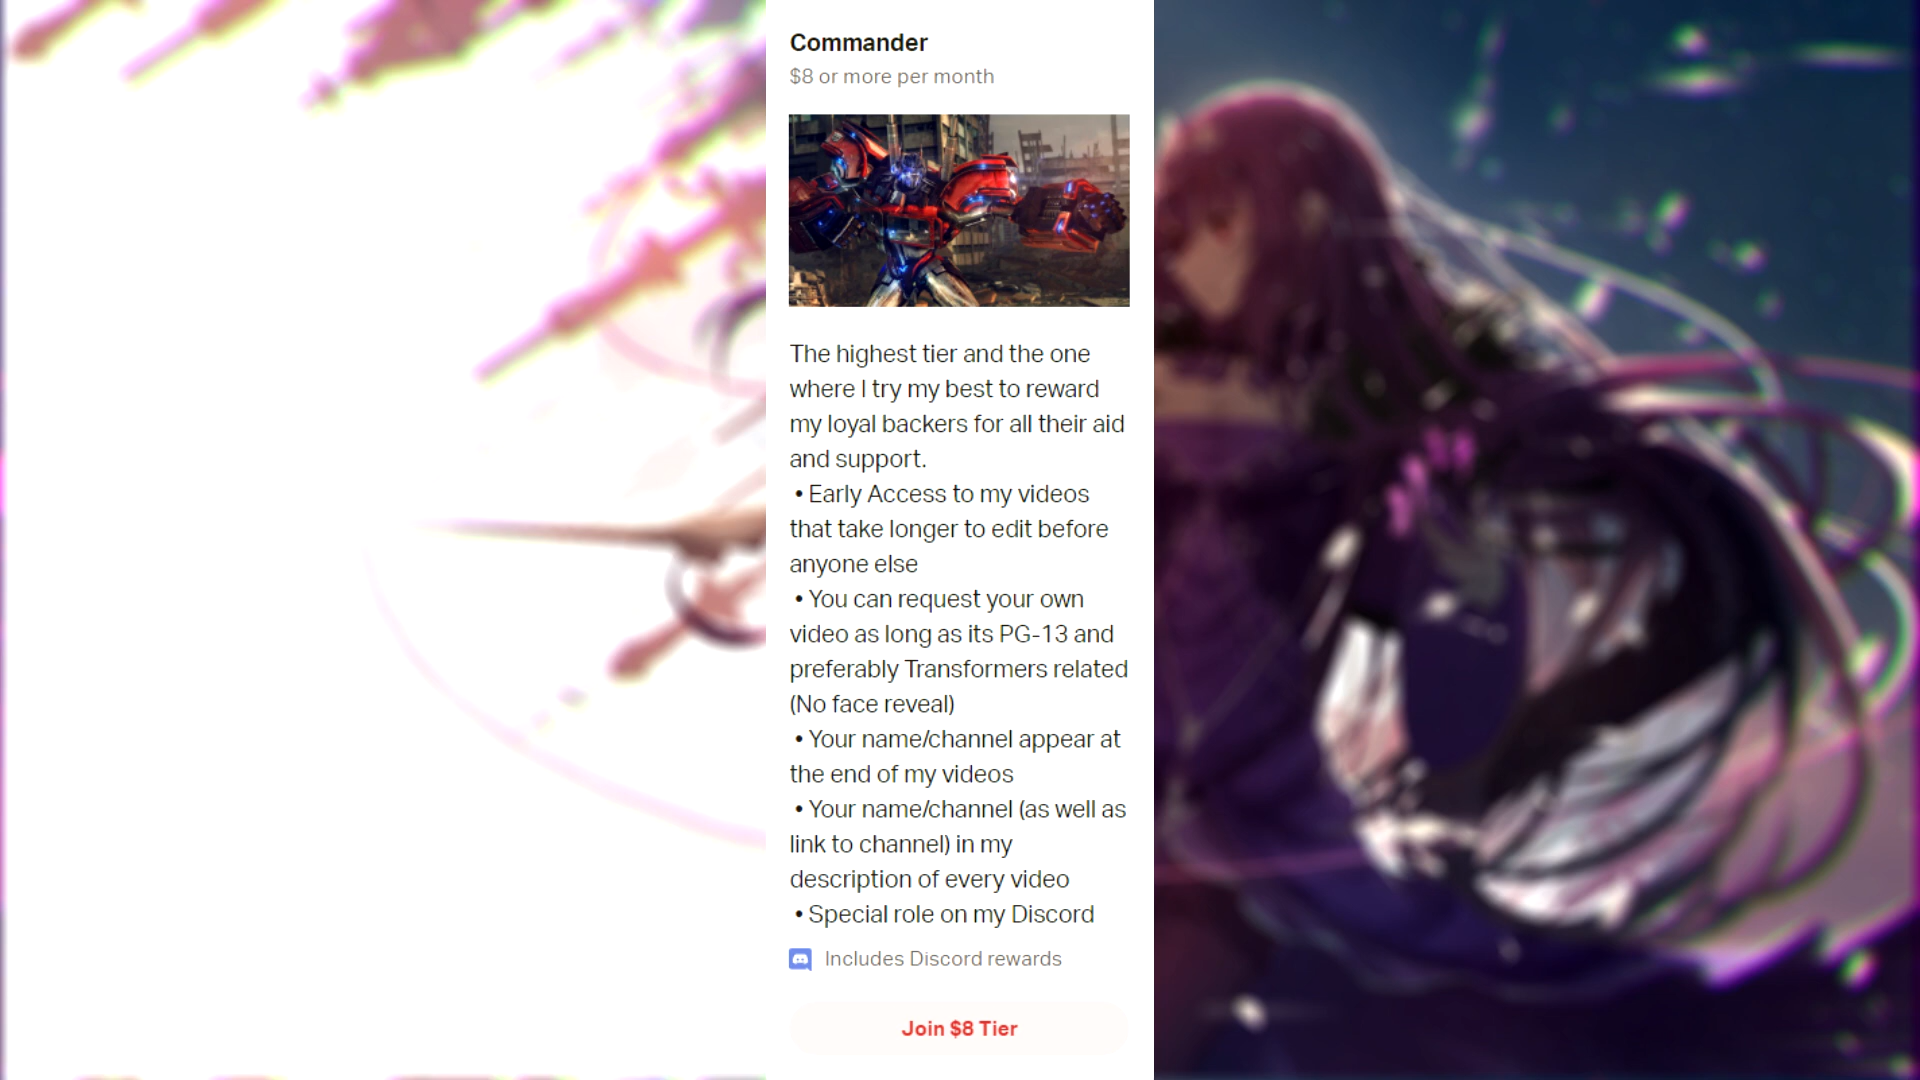 Commander
$8 or more per month
The highest tier and the one
where I try my best to reward
my loyal backers for all their aid
and support.
• Early Access to my videos
that take longer to edit before
anyone else
• You can request your own
video as long as its PG-13 and
preferably Transformers related
(No face reveal)
• Your name/channel appear at
the end of my videos
• Your name/channel (as well as
link to channel) in my
description of every video
• Special role on my Discord
Includes Discord rewards
Join $8 Tier